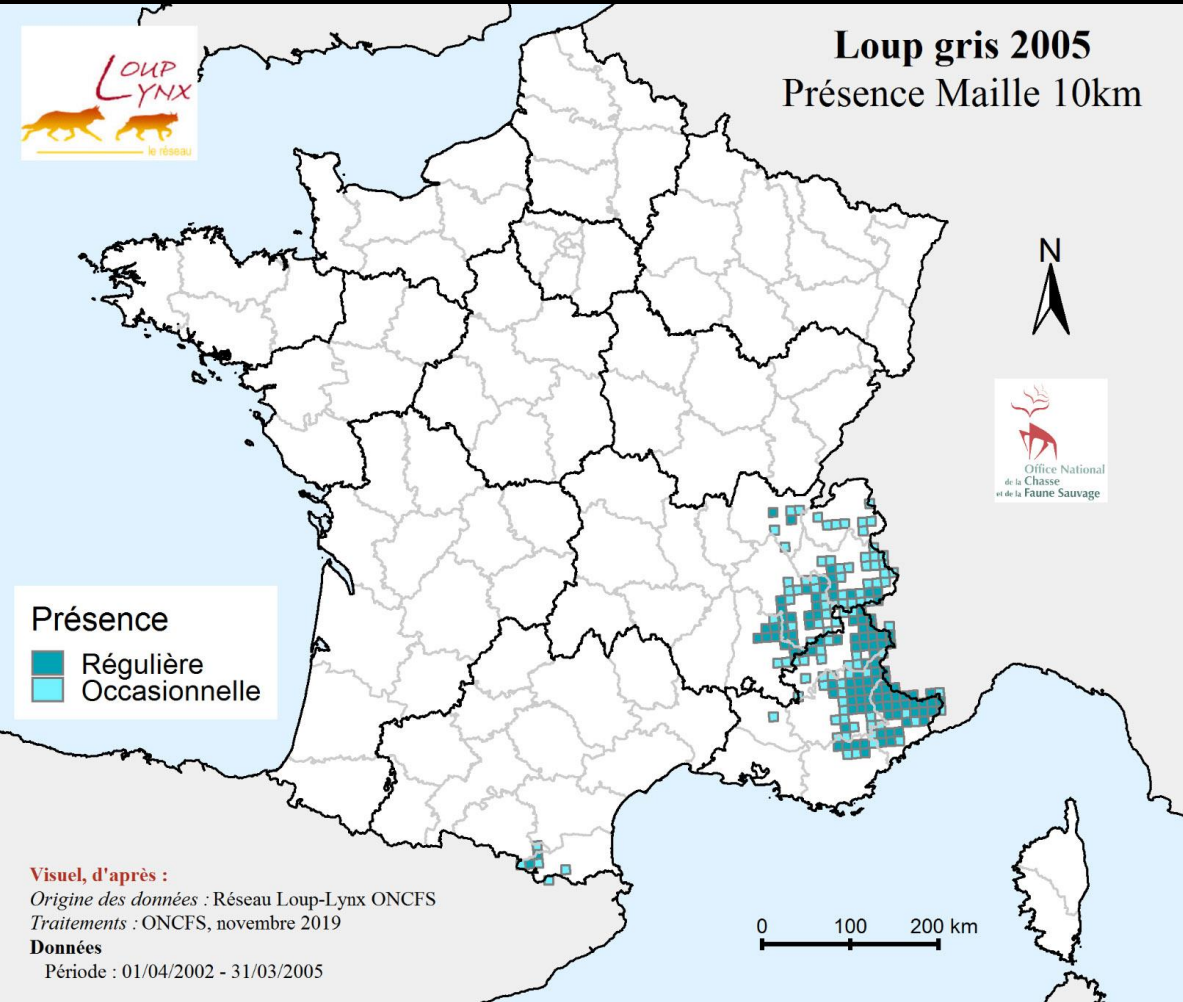 LOUP
LYNX
le réseau
Loup gris 2005
Présence Maille 10km
N
Office National
de la Chasse
et de la Faune Sauvage
Présence
Régulière
Occasionnelle
Visuel, d'après :
Origine des données : Réseau Loup-Lynx ONCFS
Traitements : ONCFS, novembre 2019
Données
Période : 01/04/2002 - 31/03/2005
0 100 200 km